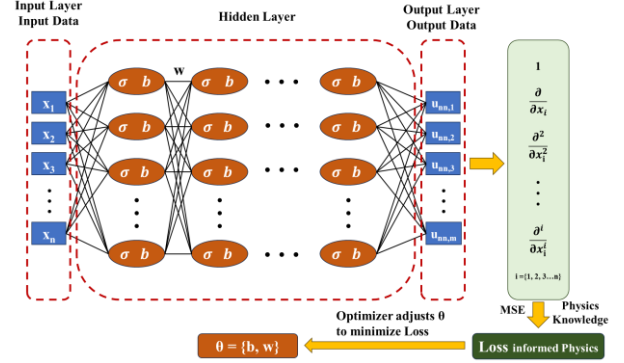 Input Layer
Input Data
Hidden Layer
Output Layer
Output Data
x1
x2
x3
xn
σ b
w
σ b
σ b
σ b
σ b
σ b
σ b
σ b
σ b
σ b
σ b
σ b
unn,1
unn,2
unn,3
unn,m
1
∂/∂xi
∂²/∂xi²
∂ⁱ/∂xiⁱ
i ={1, 2, 3…n}
MSE
Physics
Knowledge
Loss informed Physics
Optimizer adjusts θ
to minimize Loss
θ = {b, w}